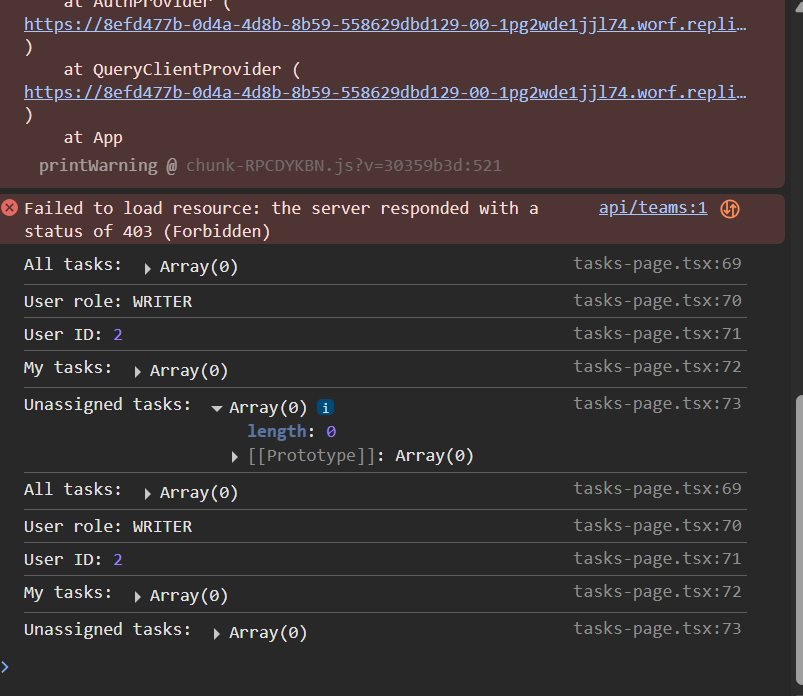 at AuthProvider (
https://8efd477b-0d4a-4d8b-8b59-558629dbd129-00-1pg2wde1jjl74.worf.repli…
)
at QueryClientProvider (
https://8efd477b-0d4a-4d8b-8b59-558629dbd129-00-1pg2wde1jjl74.worf.repli…
)
at App
printWarning @ chunk-RPCDYKBN.js?v=30359b3d:521
Failed to load resource: the server responded with a api/teams:1
status of 403 (Forbidden)
All tasks: Array(0) tasks-page.tsx:69
User role: WRITER tasks-page.tsx:70
User ID: 2 tasks-page.tsx:71
My tasks: Array(0) tasks-page.tsx:72
Unassigned tasks: Array(0) i tasks-page.tsx:73
length: 0
[[Prototype]]: Array(0)
All tasks: Array(0) tasks-page.tsx:69
User role: WRITER tasks-page.tsx:70
User ID: 2 tasks-page.tsx:71
My tasks: Array(0) tasks-page.tsx:72
Unassigned tasks: Array(0) tasks-page.tsx:73